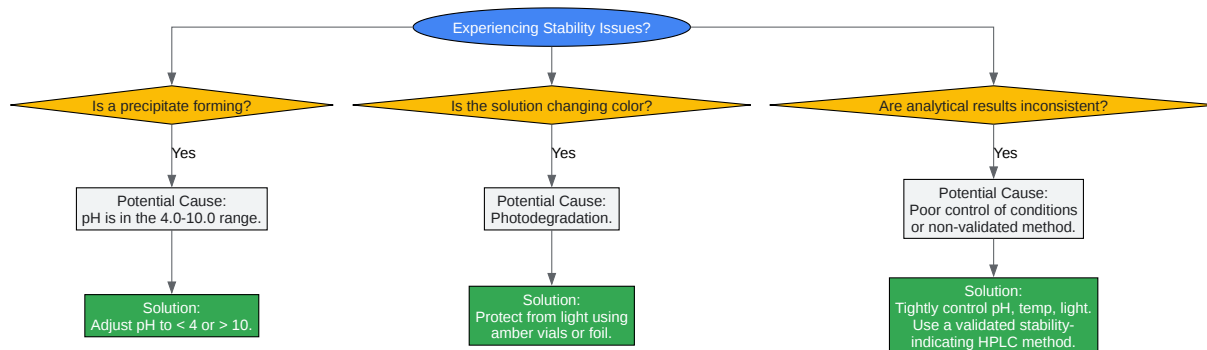 Experiencing Stability Issues?
Is a precipitate forming?
Is the solution changing color?
Are analytical results inconsistent?
Yes
Yes
Yes
Potential Cause:
pH is in the 4.0-10.0 range.
Potential Cause:
Photodegradation.
Potential Cause:
Poor control of conditions
or non-validated method.
Solution:
Adjust pH to < 4 or > 10.
Solution:
Protect from light using
amber vials or foil.
Solution:
Tightly control pH, temp, light.
Use a validated stability-
indicating HPLC method.